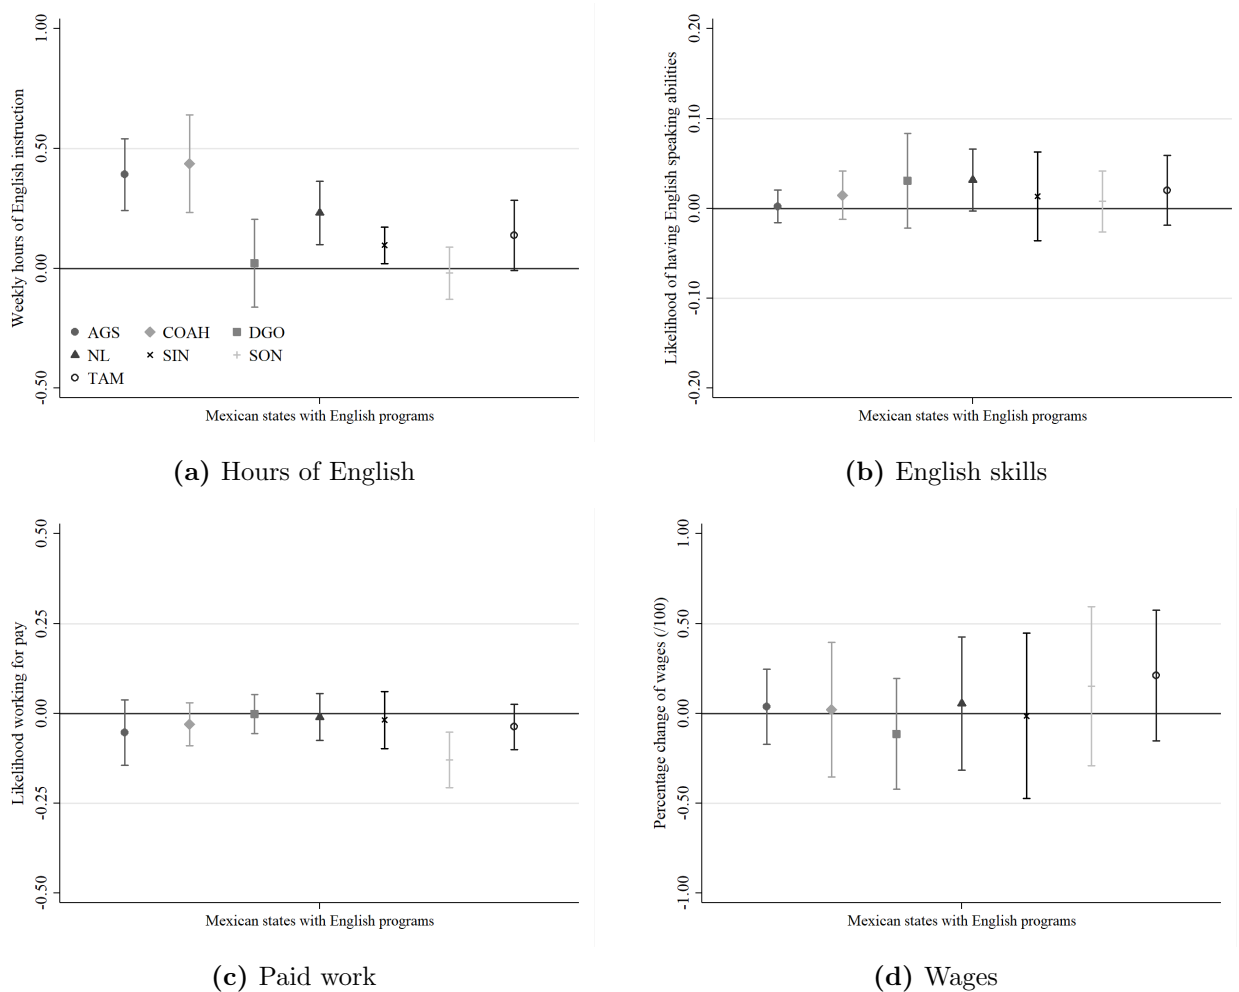 Weekly hours of English instruction
1.00
0.50
0.00
-0.50
AGS COAH DGO
NL SIN SON
TAM
Mexican states with English programs
(a) Hours of English
Likelihood of having English speaking abilities
0.20
0.10
0.00
-0.10
-0.20
Mexican states with English programs
(b) English skills
Likelihood working for pay
0.50
0.25
0.00
-0.25
-0.50
Mexican states with English programs
(c) Paid work
Percentage change of wages (/100)
1.00
0.50
0.00
-0.50
-1.00
Mexican states with English programs
(d) Wages